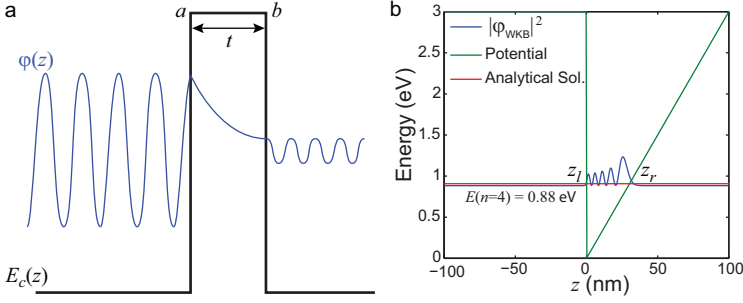 a
a
b
t
φ(z)
E_c(z)
b
|φ_WKB|²
Potential
Analytical Sol.
Energy (eV)
3
2.5
2
1.5
1
0.5
0
z_l
z_r
E(n=4) = 0.88 eV
−100
−50
0
50
100
z (nm)